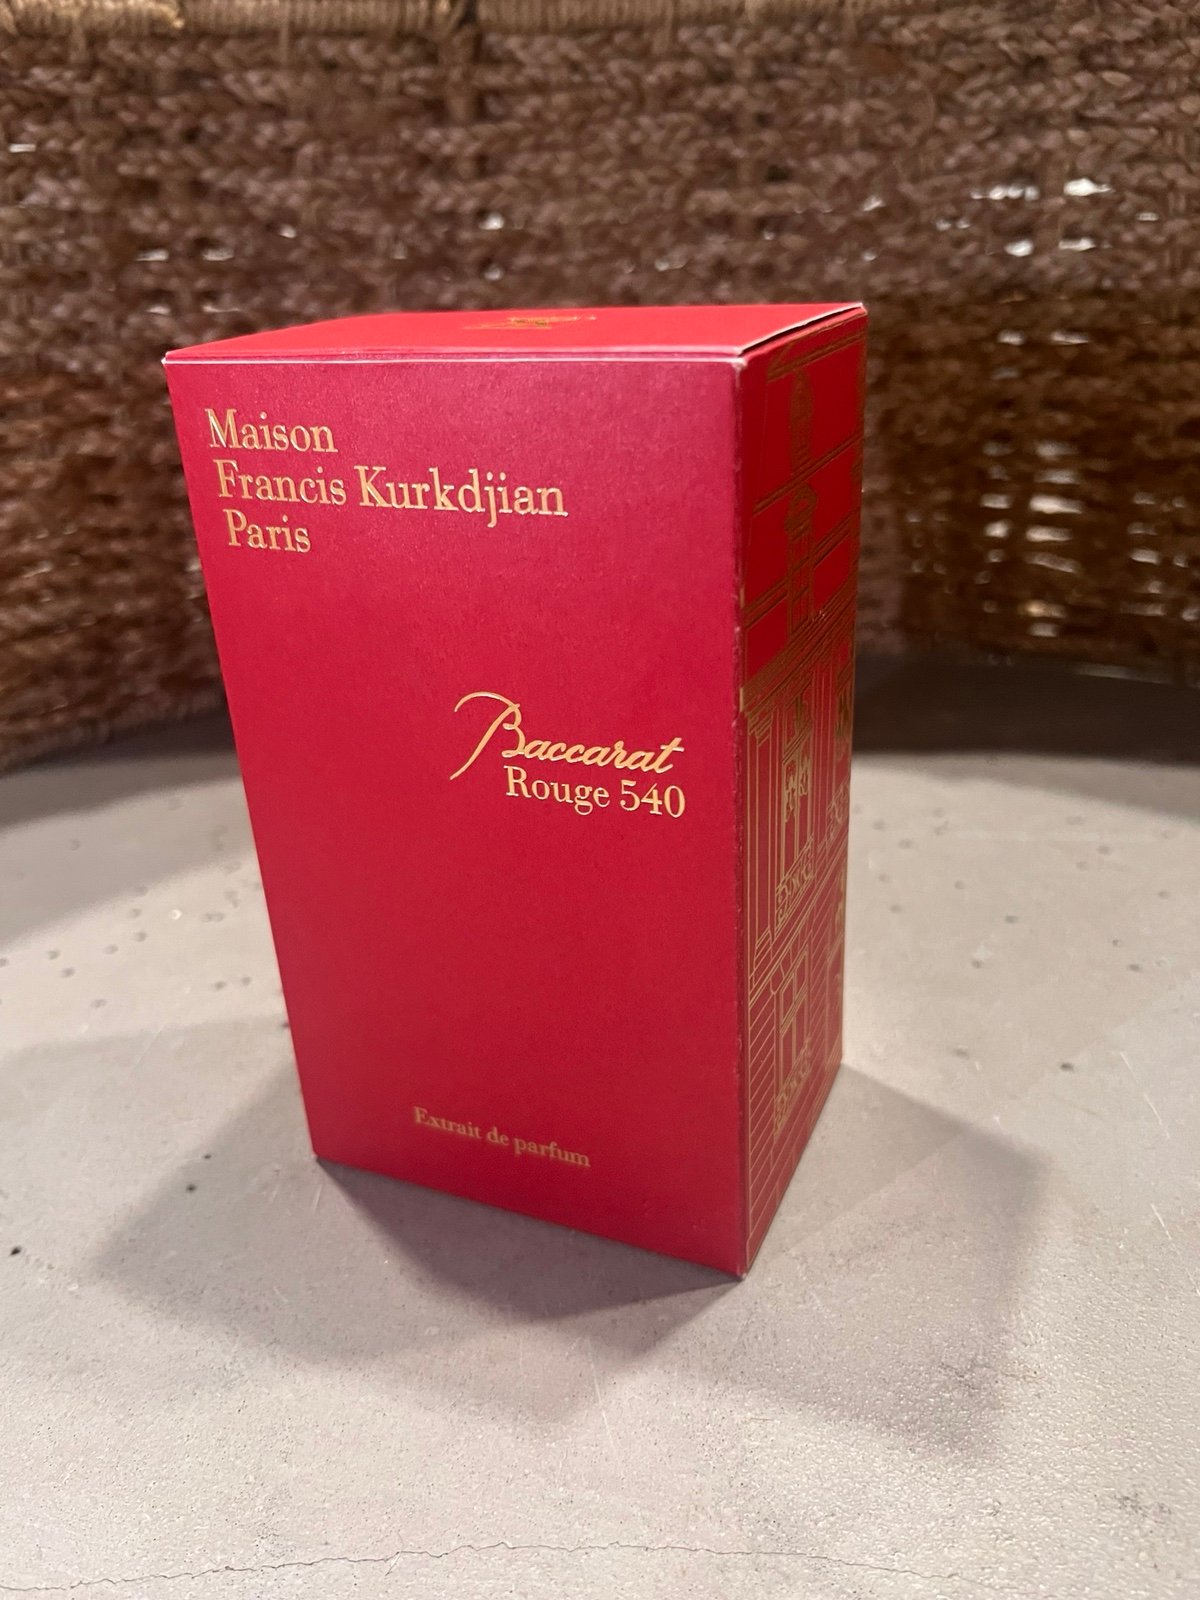 Maison
Francis Kurkdjian
Paris
Baccarat
Rouge 540
Extrait de parfum